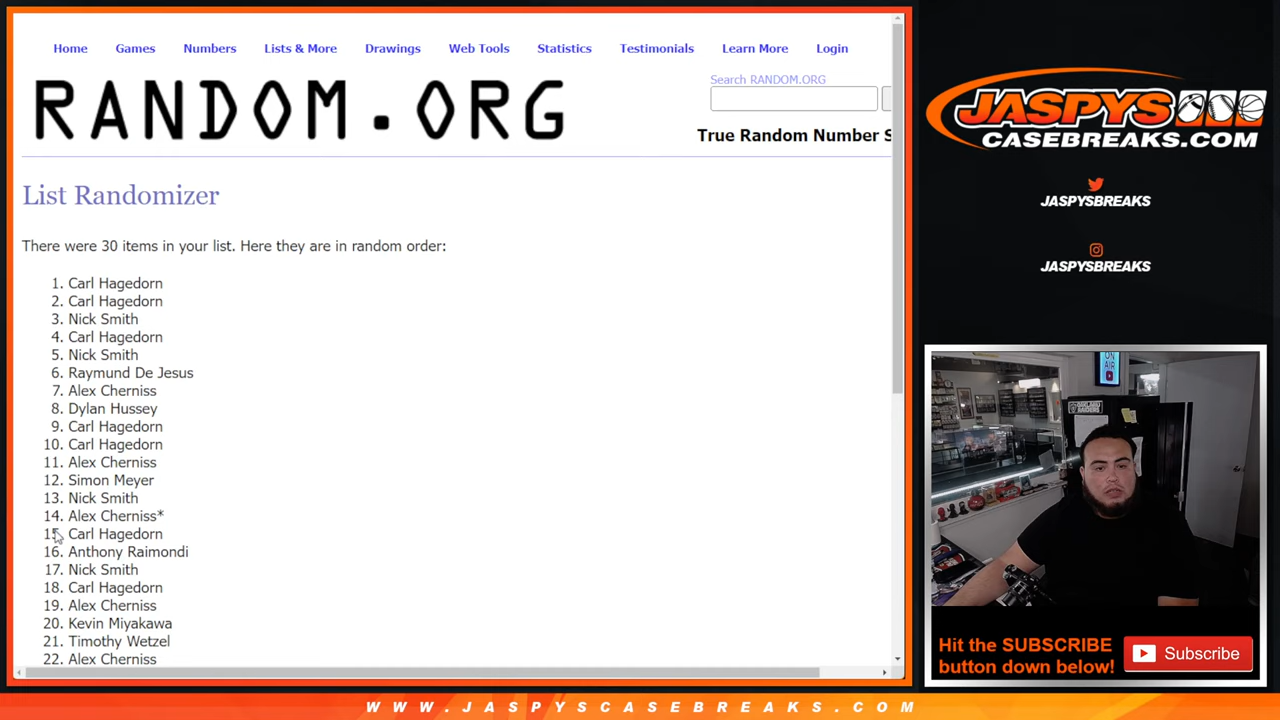 Home Games Numbers Lists & More Drawings Web Tools Statistics Testimonials Learn More Login
RANDOM.ORG
Search RANDOM.ORG
True Random Number S
List Randomizer
There were 30 items in your list. Here they are in random order:
1. Carl Hagedorn
2. Carl Hagedorn
3. Nick Smith
4. Carl Hagedorn
5. Nick Smith
6. Raymund De Jesus
7. Alex Cherniss
8. Dylan Hussey
9. Carl Hagedorn
10. Carl Hagedorn
11. Alex Cherniss
12. Simon Meyer
13. Nick Smith
14. Alex Cherniss*
15. Carl Hagedorn
16. Anthony Raimondi
17. Nick Smith
18. Carl Hagedorn
19. Alex Cherniss
20. Kevin Miyakawa
21. Timothy Wetzel
22. Alex Cherniss
JASPYS
CASEBREAKS.COM
JASPYSBREAKS
JASPYSBREAKS
ON
AIR
Hit the SUBSCRIBE
button down below!
Subscribe
WWW.JASPYSCASEBREAKS.COM